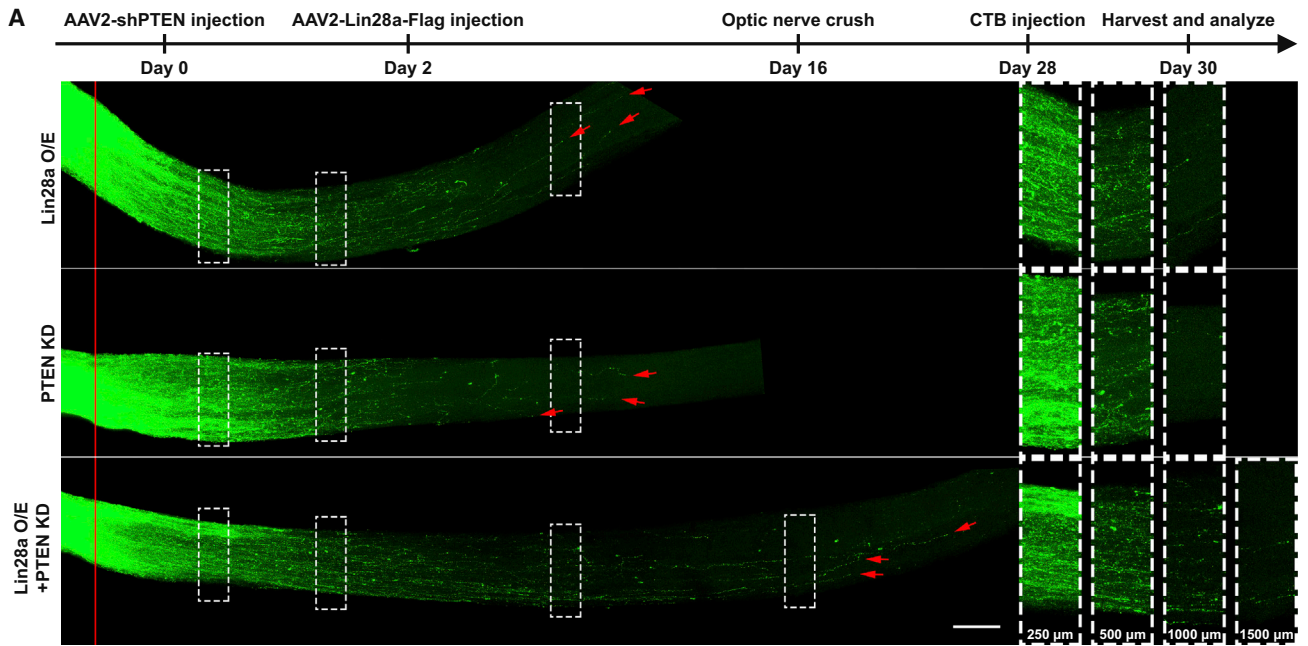 A
AAV2-shPTEN injection AAV2-Lin28a-Flag injection Optic nerve crush CTB injection Harvest and analyze
Day 0 Day 2 Day 16 Day 28 Day 30
Lin28a O/E
PTEN KD
Lin28a O/E
+PTEN KD
250 µm 500 µm 1000 µm 1500 µm